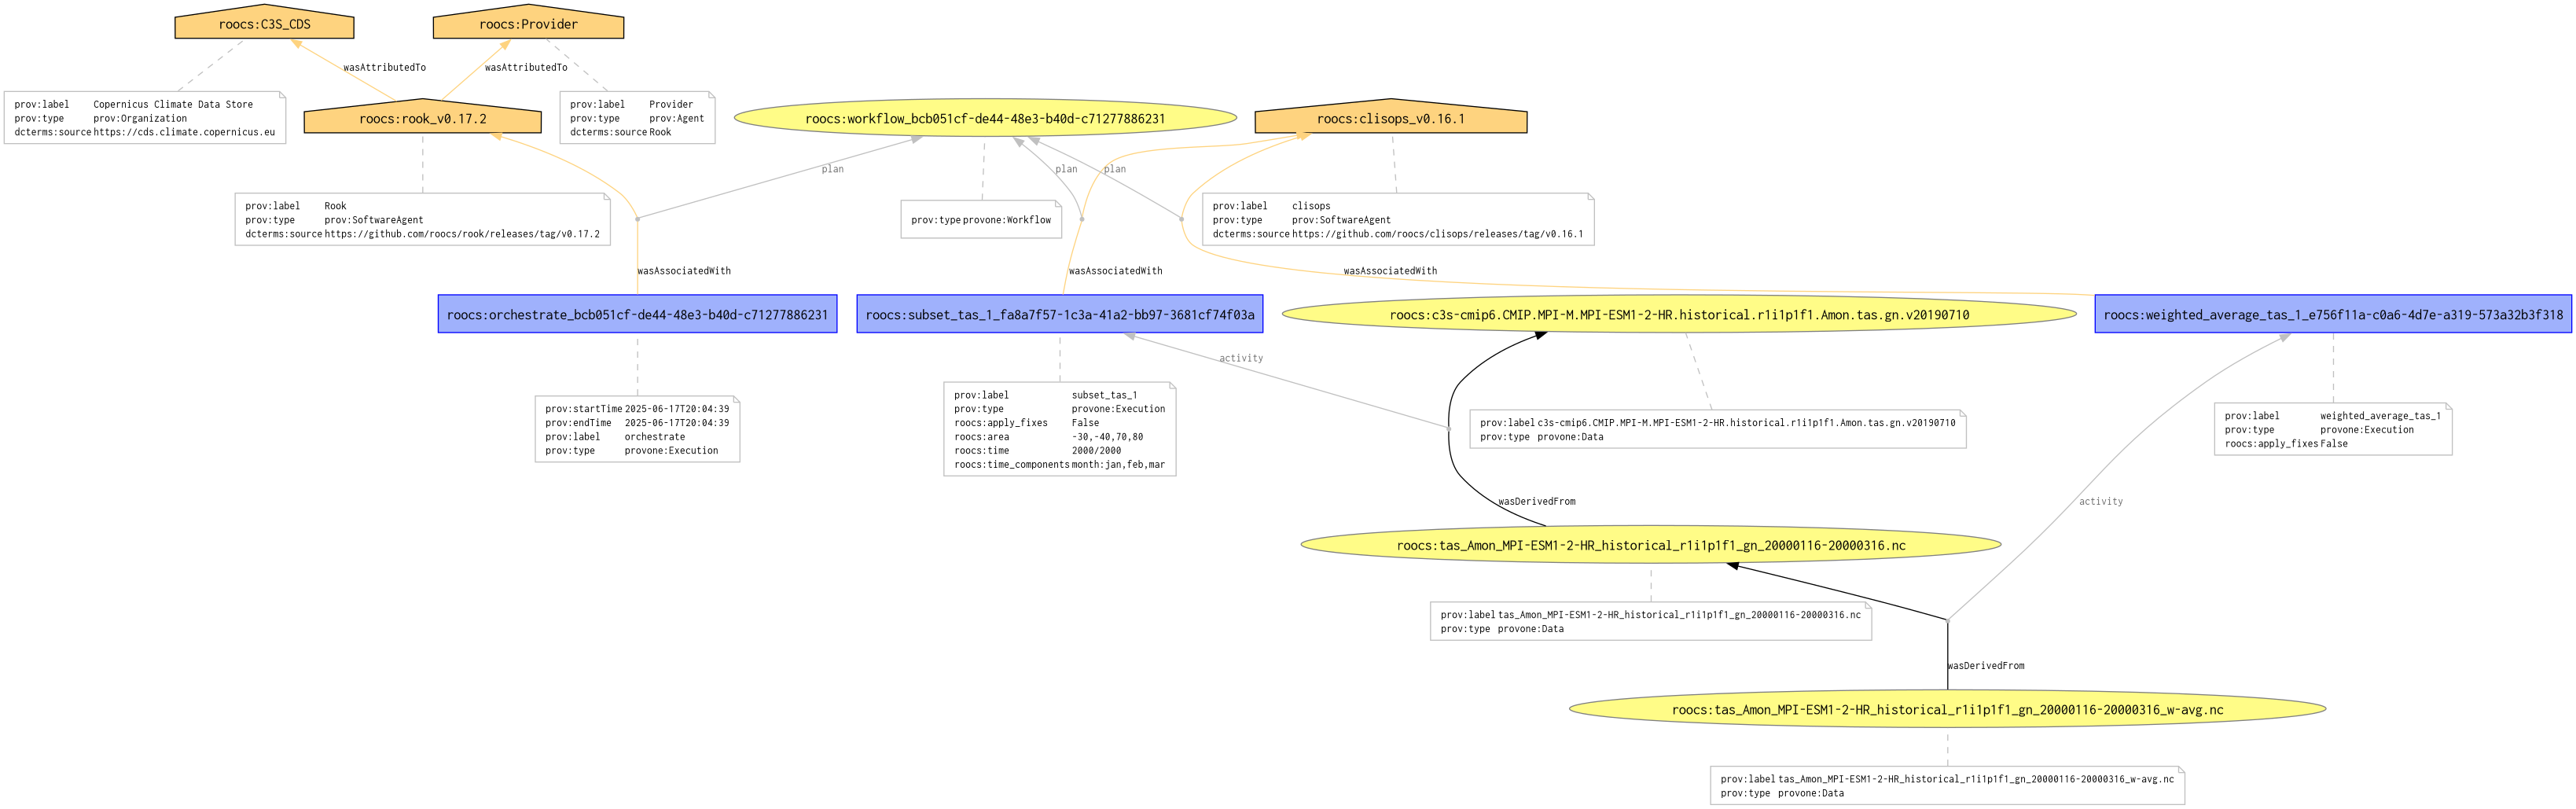 roocs:C3S_CDS
roocs:Provider
wasAttributedTo
wasAttributedTo
prov:label Copernicus Climate Data Store
prov:type prov:Organization
dcterms:source https://cds.climate.copernicus.eu
prov:label Provider
prov:type prov:Agent
dcterms:source Rook
roocs:rook_v0.17.2
roocs:workflow_bcb051cf-de44-48e3-b40d-c71277886231
roocs:clisops_v0.16.1
plan
plan
plan
prov:label Rook
prov:type prov:SoftwareAgent
dcterms:source https://github.com/roocs/rook/releases/tag/v0.17.2
prov:type provone:Workflow
prov:label clisops
prov:type prov:SoftwareAgent
dcterms:source https://github.com/roocs/clisops/releases/tag/v0.16.1
wasAssociatedWith
wasAssociatedWith
wasAssociatedWith
roocs:orchestrate_bcb051cf-de44-48e3-b40d-c71277886231
roocs:subset_tas_1_fa8a7f57-1c3a-41a2-bb97-3681cf74f03a
roocs:c3s-cmip6.CMIP.MPI-M.MPI-ESM1-2-HR.historical.r1i1p1f1.Amon.tas.gn.v20190710
roocs:weighted_average_tas_1_e756f11a-c0a6-4d7e-a319-573a32b3f318
activity
prov:startTime 2025-06-17T20:04:39
prov:endTime 2025-06-17T20:04:39
prov:label orchestrate
prov:type provone:Execution
prov:label subset_tas_1
prov:type provone:Execution
roocs:apply_fixes False
roocs:area -30,-40,70,80
roocs:time 2000/2000
roocs:time_components month:jan,feb,mar
prov:label c3s-cmip6.CMIP.MPI-M.MPI-ESM1-2-HR.historical.r1i1p1f1.Amon.tas.gn.v20190710
prov:type provone:Data
prov:label weighted_average_tas_1
prov:type provone:Execution
roocs:apply_fixes False
wasDerivedFrom
activity
roocs:tas_Amon_MPI-ESM1-2-HR_historical_r1i1p1f1_gn_20000116-20000316.nc
prov:label tas_Amon_MPI-ESM1-2-HR_historical_r1i1p1f1_gn_20000116-20000316.nc
prov:type provone:Data
wasDerivedFrom
roocs:tas_Amon_MPI-ESM1-2-HR_historical_r1i1p1f1_gn_20000116-20000316_w-avg.nc
prov:label tas_Amon_MPI-ESM1-2-HR_historical_r1i1p1f1_gn_20000116-20000316_w-avg.nc
prov:type provone:Data